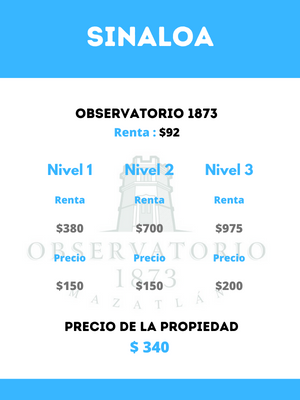 SINALOA
OBSERVATORIO 1873
Renta : $92
Nivel 1 Nivel 2 Nivel 3
Renta Renta Renta
$380 $700 $975
OBSERVATORIO
Precio Precio Precio
1873
$150 $150 $200
MAZATLÁN
PRECIO DE LA PROPIEDAD
$ 340